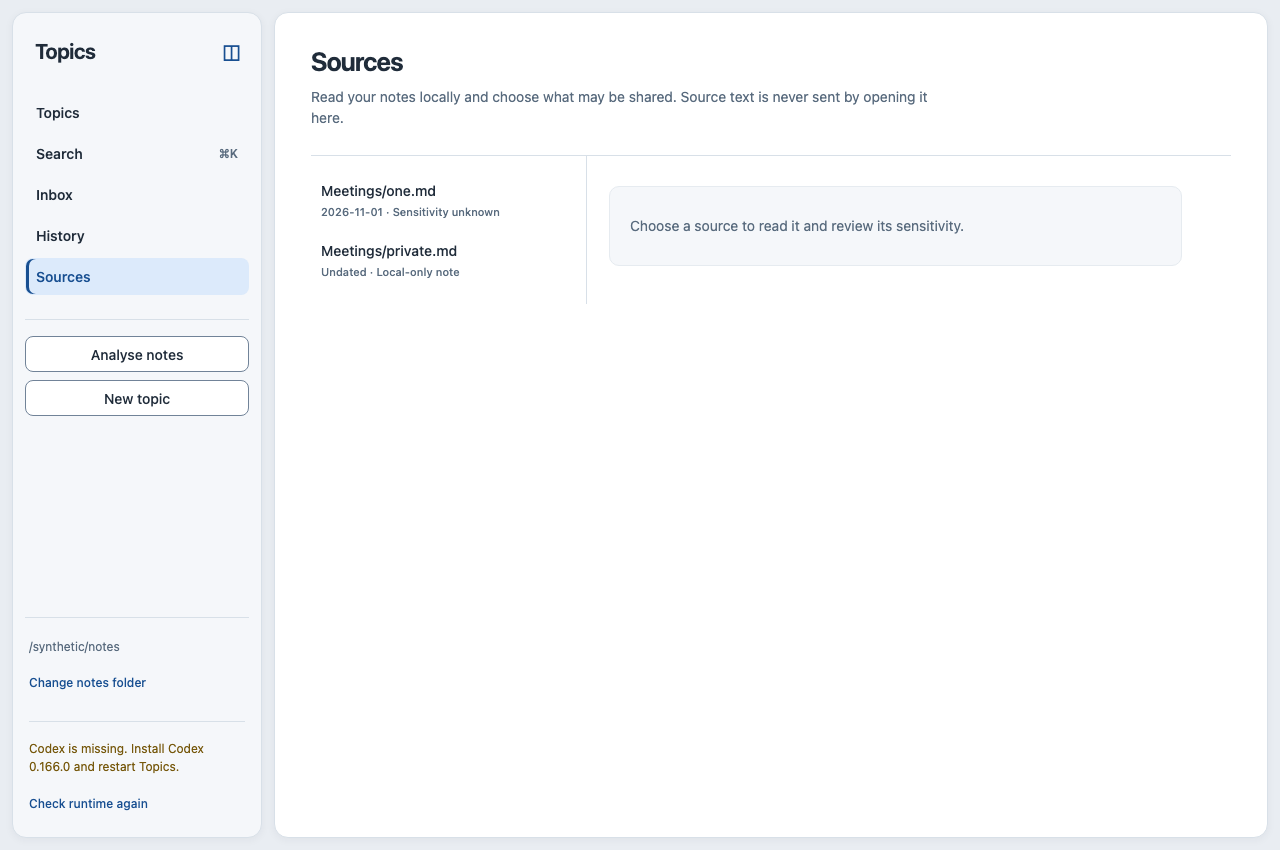 Topics
Topics
Search ⌘K
Inbox
History
Sources
Analyse notes
New topic
/synthetic/notes
Change notes folder
Codex is missing. Install Codex
0.166.0 and restart Topics.
Check runtime again
Sources
Read your notes locally and choose what may be shared. Source text is never sent by opening it
here.
Meetings/one.md
2026-11-01 · Sensitivity unknown
Meetings/private.md
Undated · Local-only note
Choose a source to read it and review its sensitivity.